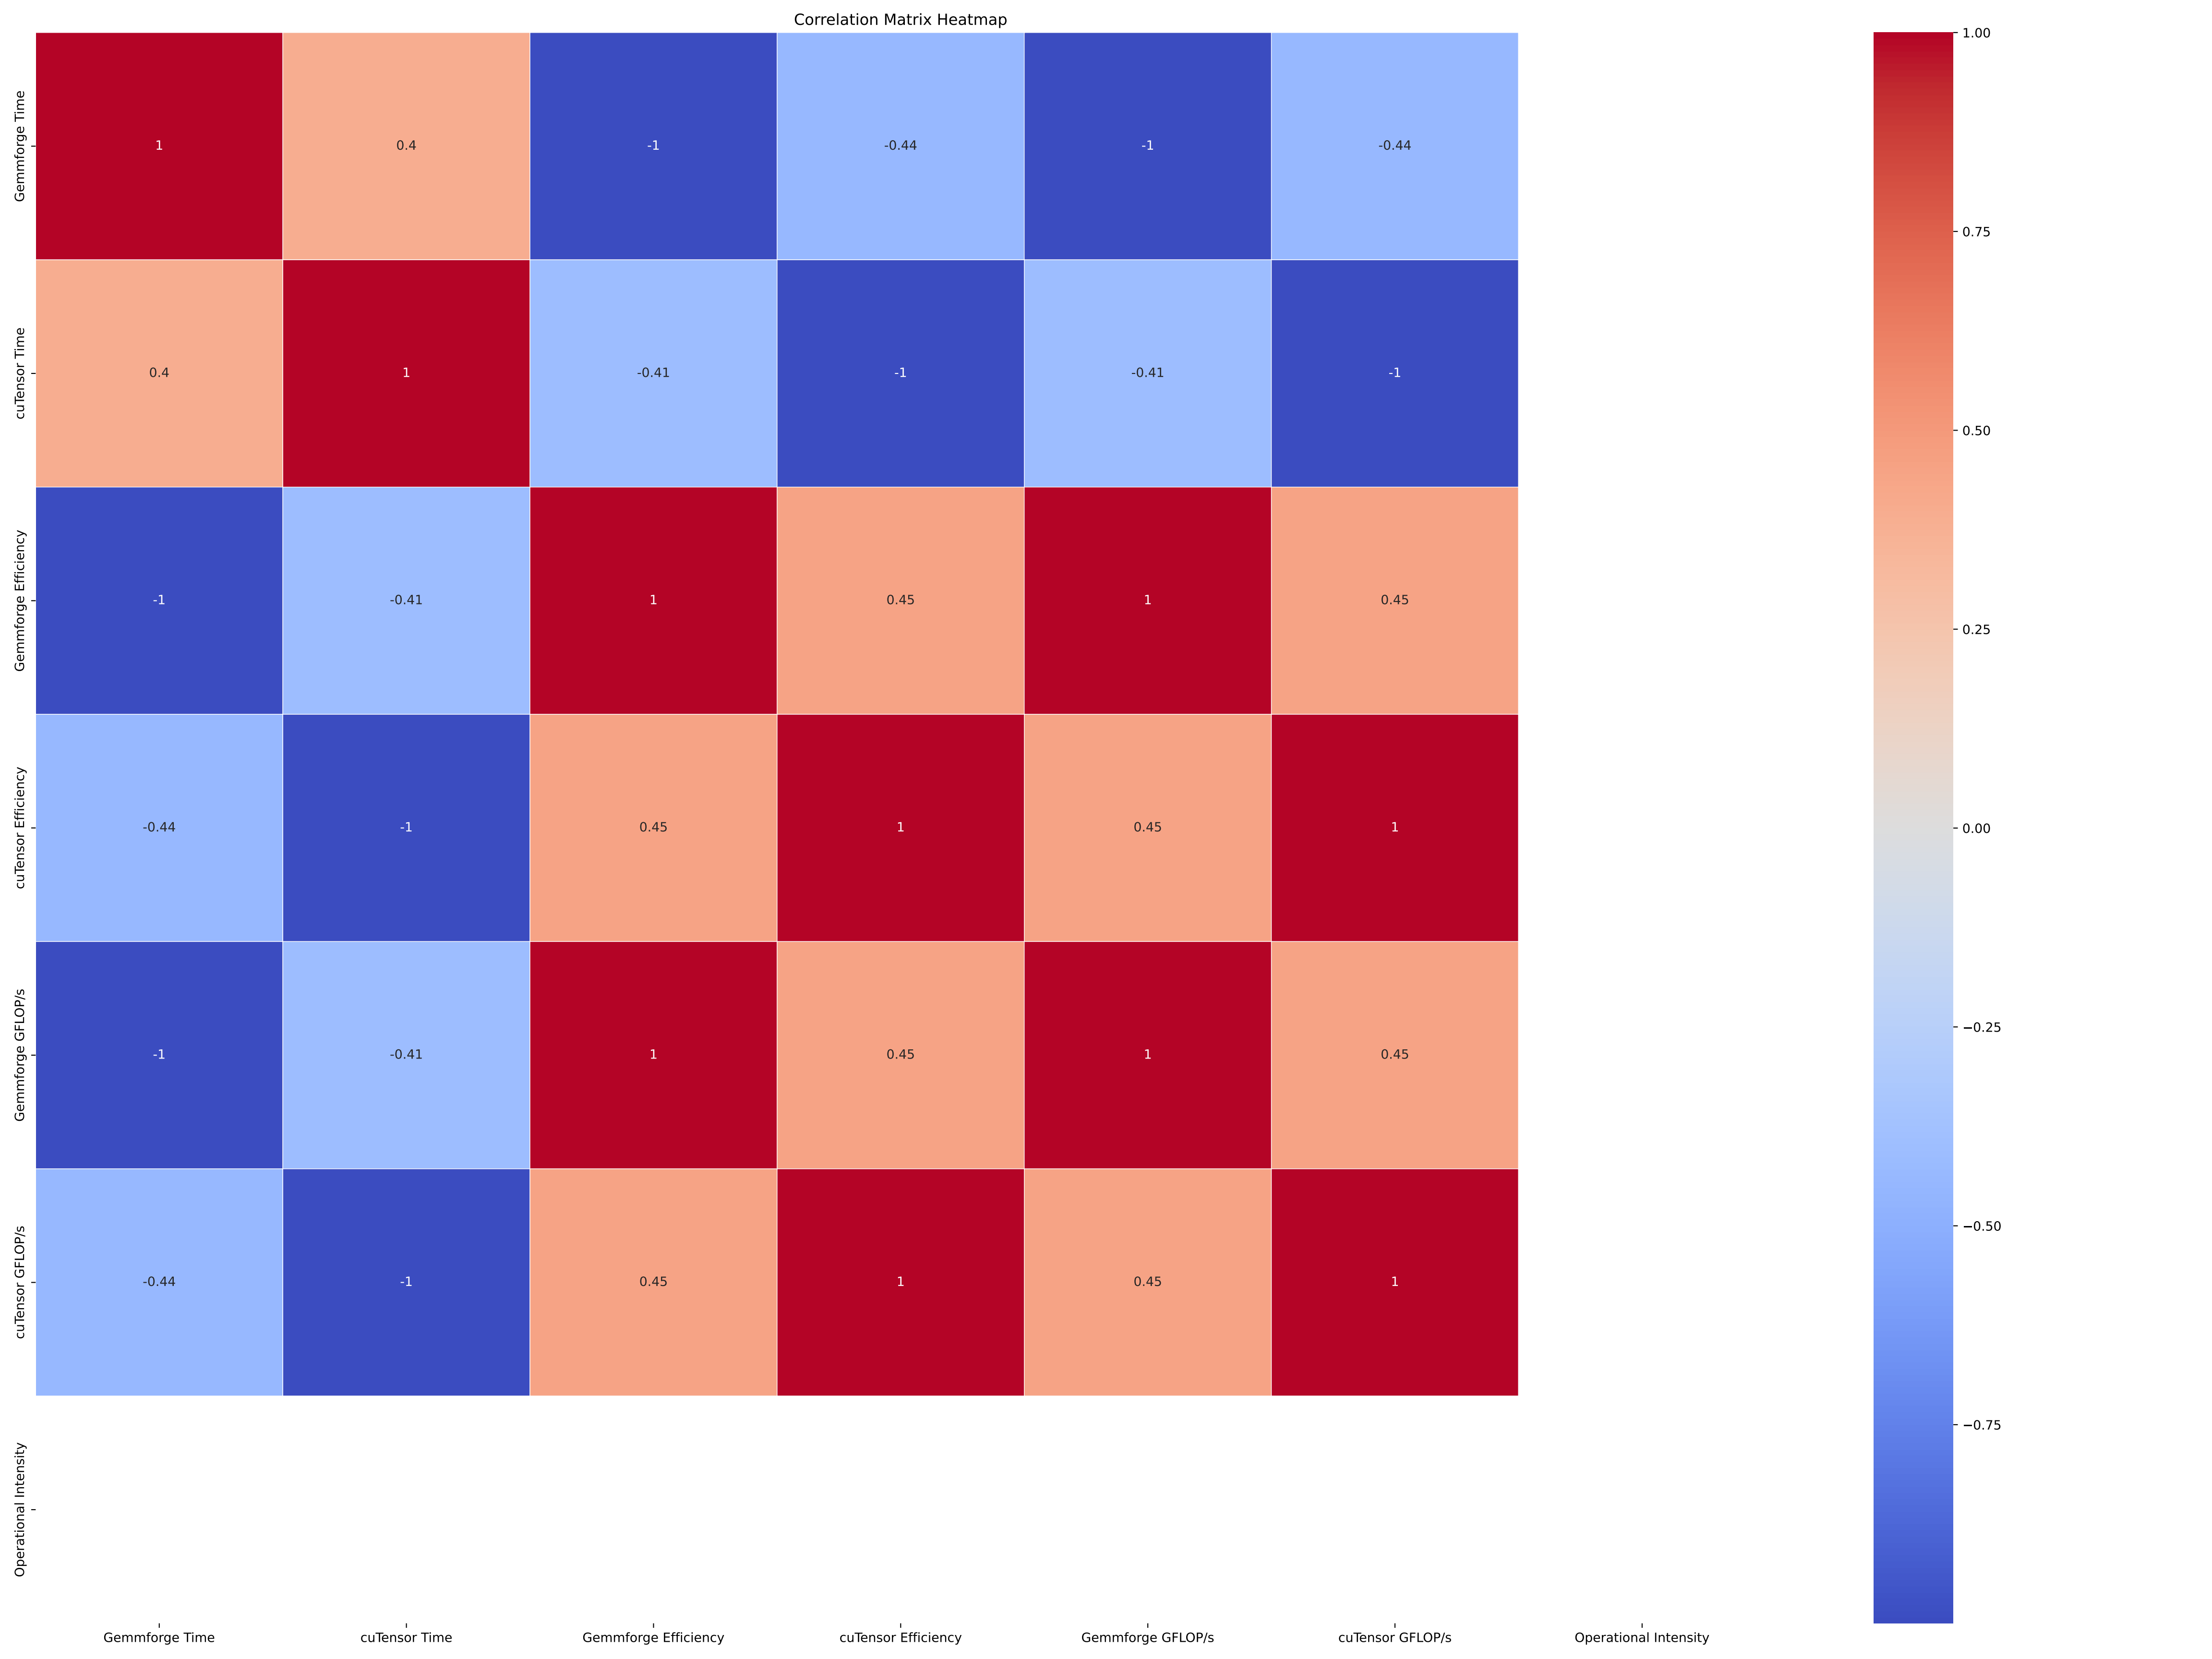 Correlation Matrix Heatmap
Gemmforge Time
1
0.4
-1
-0.44
-1
-0.44
cuTensor Time
0.4
1
-0.41
-1
-0.41
-1
Gemmforge Efficiency
-1
-0.41
1
0.45
1
0.45
cuTensor Efficiency
-0.44
-1
0.45
1
0.45
1
Gemmforge GFLOP/s
-1
-0.41
1
0.45
1
0.45
cuTensor GFLOP/s
-0.44
-1
0.45
1
0.45
1
Operational Intensity
Gemmforge Time
cuTensor Time
Gemmforge Efficiency
cuTensor Efficiency
Gemmforge GFLOP/s
cuTensor GFLOP/s
Operational Intensity
1.00
0.75
0.50
0.25
0.00
−0.25
−0.50
−0.75